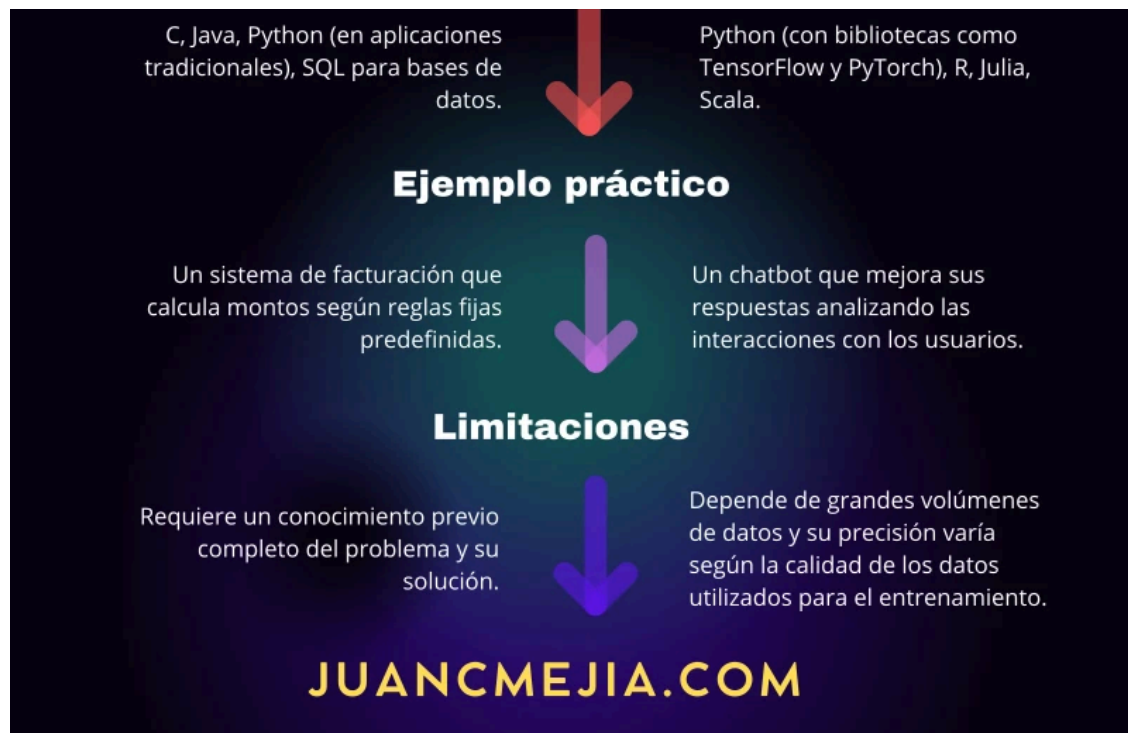 C, Java, Python (en aplicaciones
tradicionales), SQL para bases de
datos.
Python (con bibliotecas como
TensorFlow y PyTorch), R, Julia,
Scala.
Ejemplo práctico
Un sistema de facturación que
calcula montos según reglas fijas
predefinidas.
Un chatbot que mejora sus
respuestas analizando las
interacciones con los usuarios.
Limitaciones
Requiere un conocimiento previo
completo del problema y su
solución.
Depende de grandes volúmenes
de datos y su precisión varía
según la calidad de los datos
utilizados para el entrenamiento.
JUANCMEJIA.COM